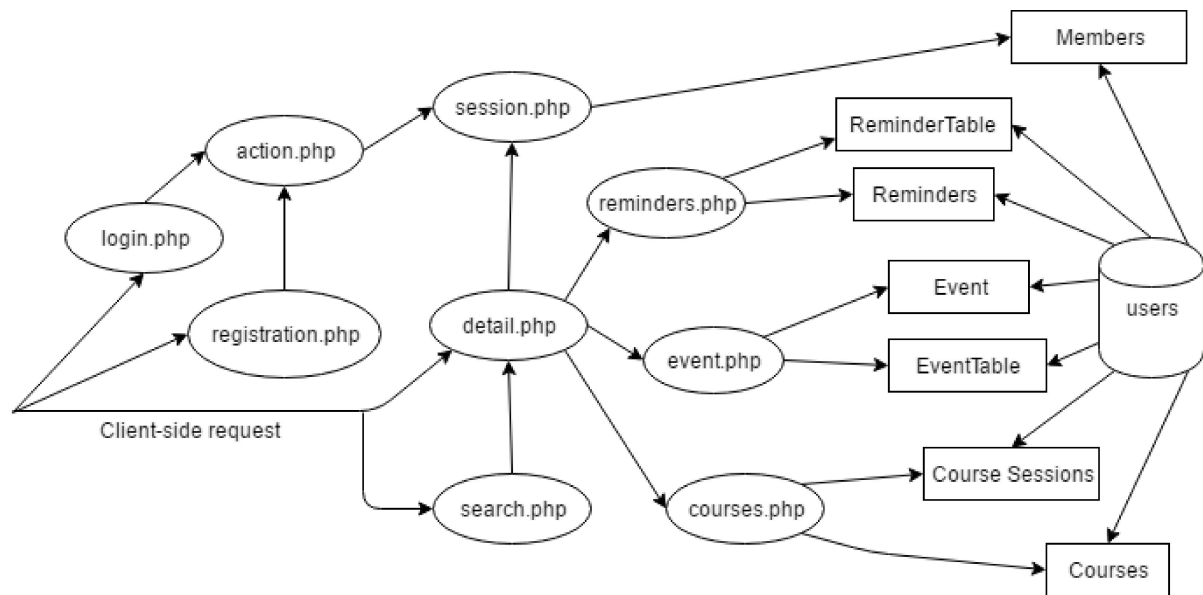 Members
session.php
ReminderTable
action.php
reminders.php
Reminders
login.php
Event
users
registration.php
detail.php
event.php
EventTable
Client-side request
Course Sessions
search.php
courses.php
Courses